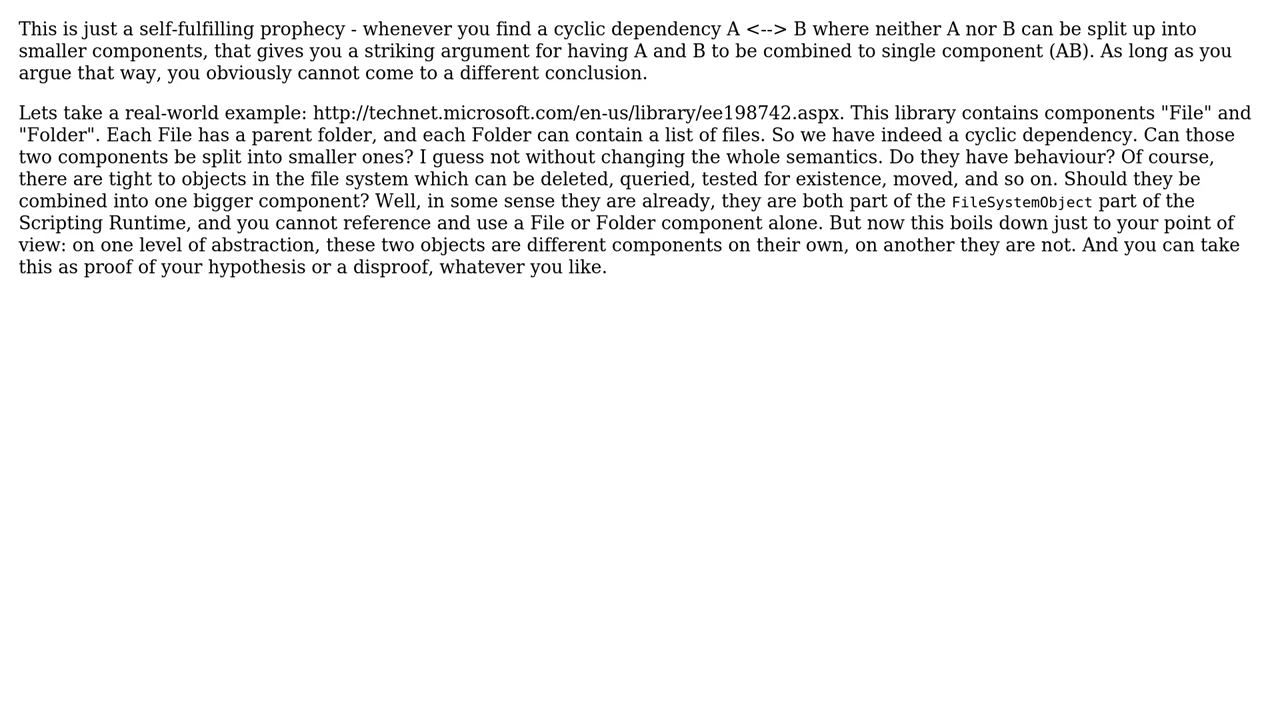 This is just a self-fulfilling prophecy - whenever you find a cyclic dependency A <--> B where neither A nor B can be split up into
smaller components, that gives you a striking argument for having A and B to be combined to single component (AB). As long as you
argue that way, you obviously cannot come to a different conclusion.
Lets take a real-world example: http://technet.microsoft.com/en-us/library/ee198742.aspx. This library contains components "File" and
"Folder". Each File has a parent folder, and each Folder can contain a list of files. So we have indeed a cyclic dependency. Can those
two components be split into smaller ones? I guess not without changing the whole semantics. Do they have behaviour? Of course,
there are tight to objects in the file system which can be deleted, queried, tested for existence, moved, and so on. Should they be
combined into one bigger component? Well, in some sense they are already, they are both part of the FileSystemObject part of the
Scripting Runtime, and you cannot reference and use a File or Folder component alone. But now this boils down just to your point of
view: on one level of abstraction, these two objects are different components on their own, on another they are not. And you can take
this as proof of your hypothesis or a disproof, whatever you like.